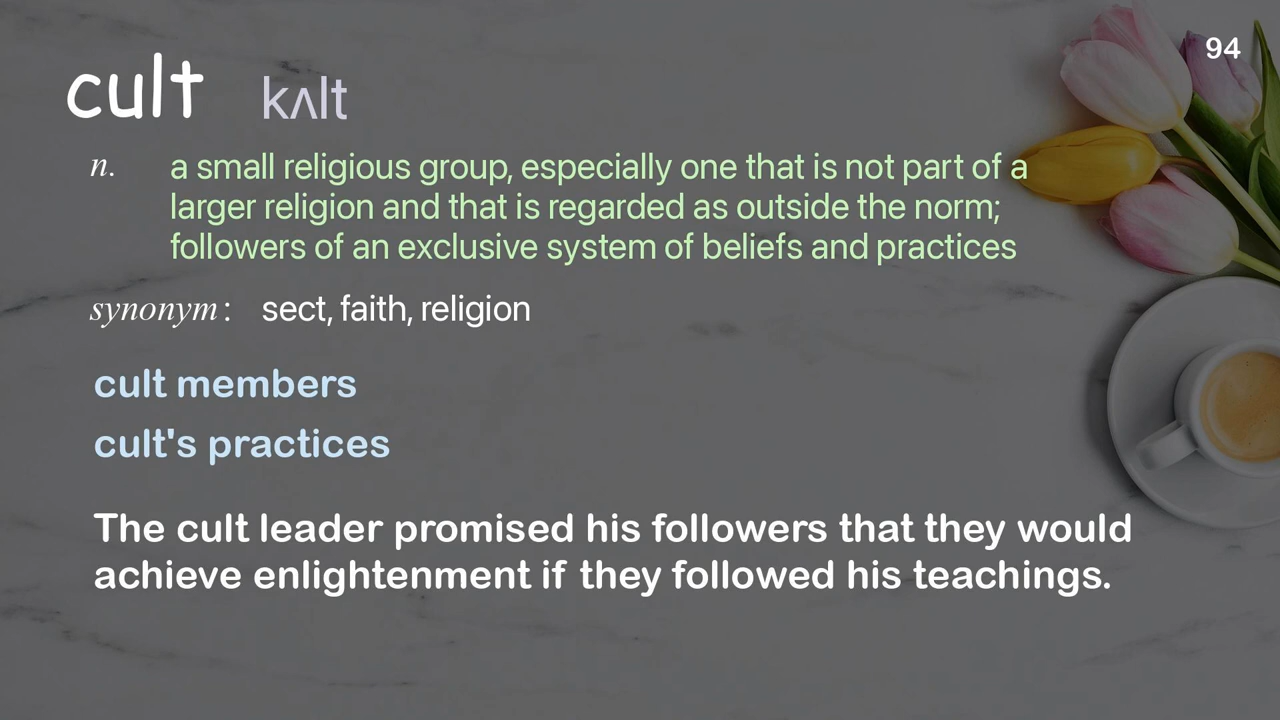 94
cult kʌlt
n. a small religious group, especially one that is not part of a
larger religion and that is regarded as outside the norm;
followers of an exclusive system of beliefs and practices
synonym: sect, faith, religion
cult members
cult's practices
The cult leader promised his followers that they would
achieve enlightenment if they followed his teachings.